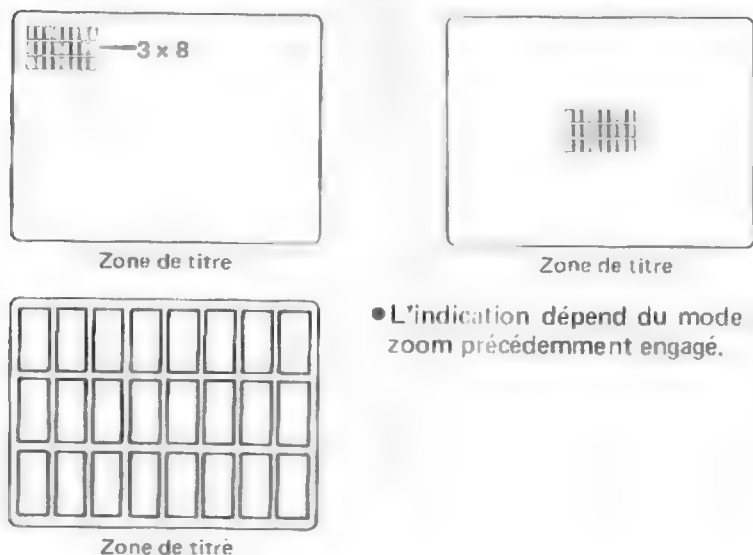 3 x 8
Zone de titre
Zone de titre
●L'indication dépend du mode
zoom précédemment engagé.
Zone de titre